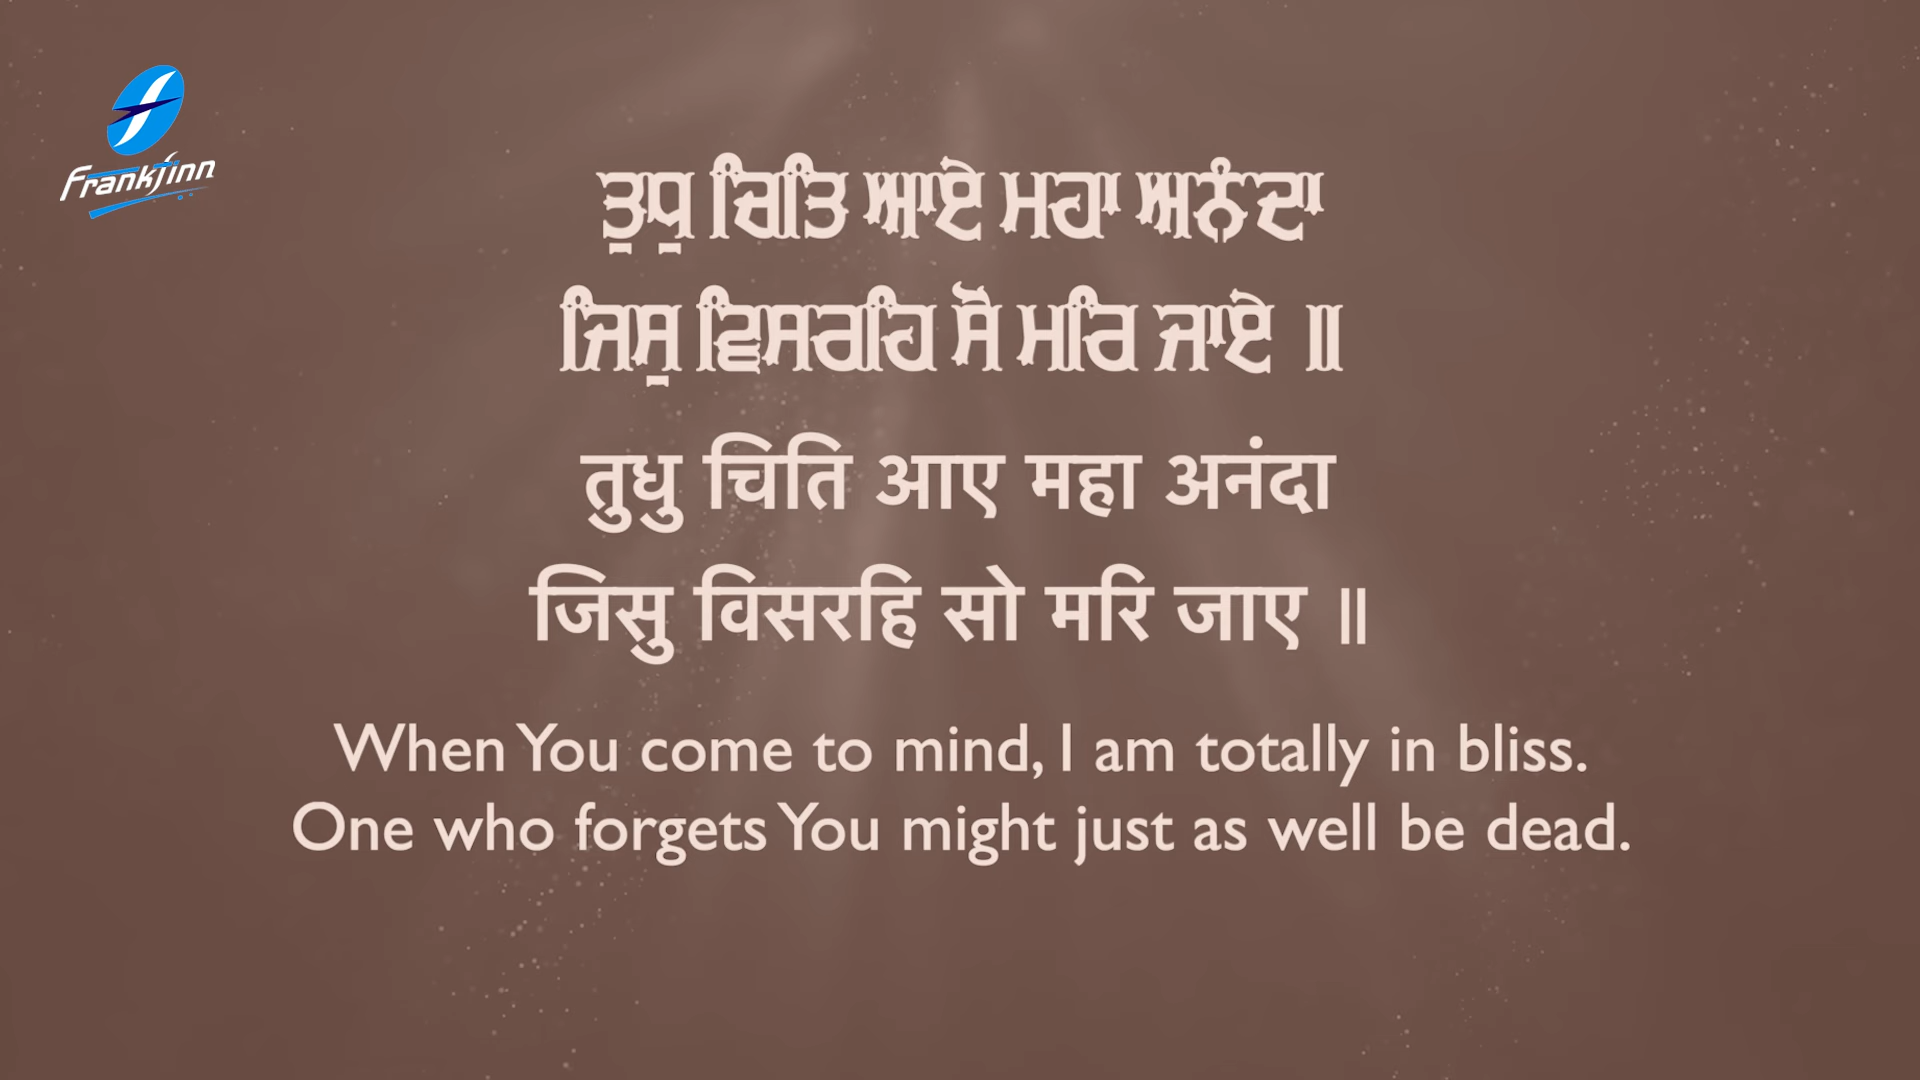 Frankfinn
ਤੁਧੁ ਚਿਤਿ ਆਏ ਮਹਾ ਅਨੰਦਾ
ਜਿਸੁ ਵਿਸਰਹਿ ਸੋ ਮਰਿ ਜਾਏ ॥
तुधु चिति आए महा अनंदा
जिसु विसरहि सो मरि जाए ॥
When You come to mind, I am totally in bliss.
One who forgets You might just as well be dead.